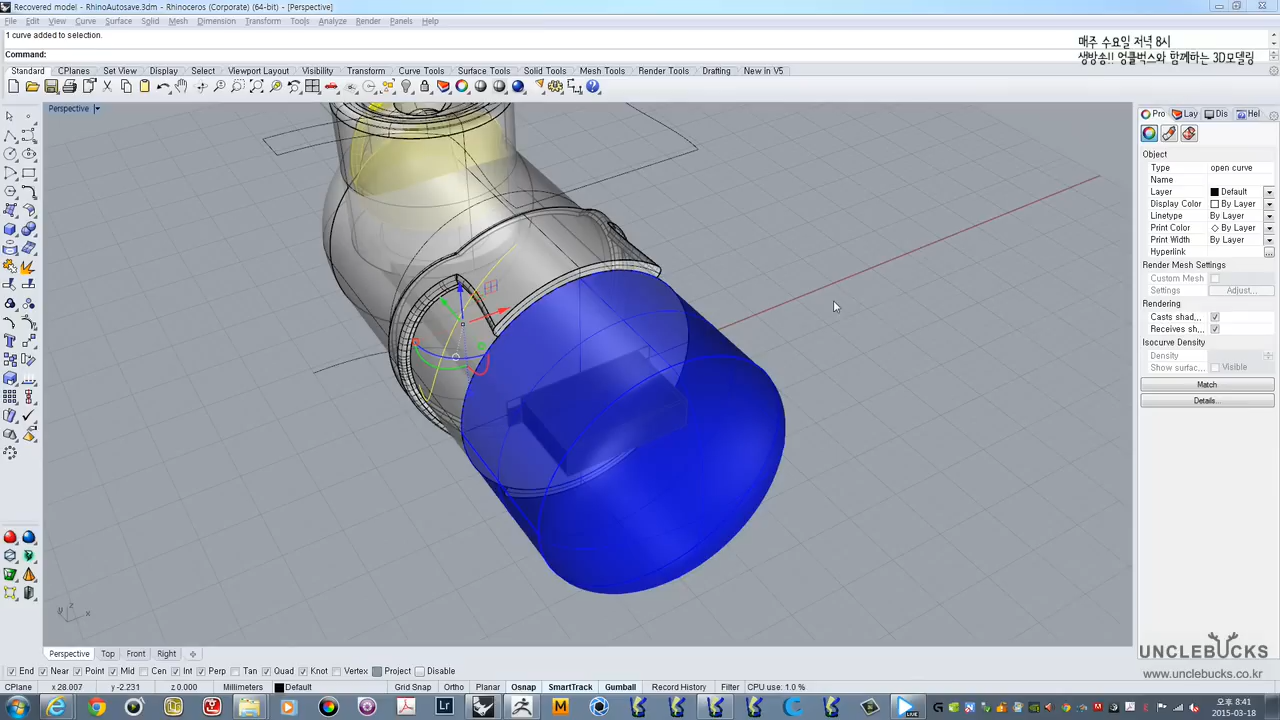 Recovered model - RhinoAutosave.3dm - Rhinoceros (Corporate) (64-bit) - [Perspective]
File Edit View Curve Surface Solid Mesh Dimension Transform Tools Analyze Render Panels Help
1 curve added to selection.
매주 수요일 저녁 8시
Command:
생방송!! 엉클벅스와 함께하는 3D모델링
Standard CPlanes Set View Display Select Viewport Layout Visibility Transform Curve Tools Surface Tools Solid Tools Mesh Tools Render Tools Drafting New In V5
Perspective
Pro Lay Dis Hel
Object
Type open curve
Name
Layer Default
Display Color By Layer
Linetype By Layer
Print Color By Layer
Print Width By Layer
Hyperlink
Render Mesh Settings
Custom Mesh
Settings Adjust...
Rendering
Casts shad...
Receives sh...
Isocurve Density
Density
Show surfac... Visible
Match
Details...
z
y x
Perspective Top Front Right
UNCLEBUCKS
End Near Point Mid Cen Int Perp Tan Quad Knot Vertex Project Disable
www.unclebucks.co.kr
CPlane x 28.007 y -2.231 z 0.000 Millimeters Default Grid Snap Ortho Planar Osnap SmartTrack Gumball Record History Filter CPU use: 1.0 %
오후 8:41
2015-03-18